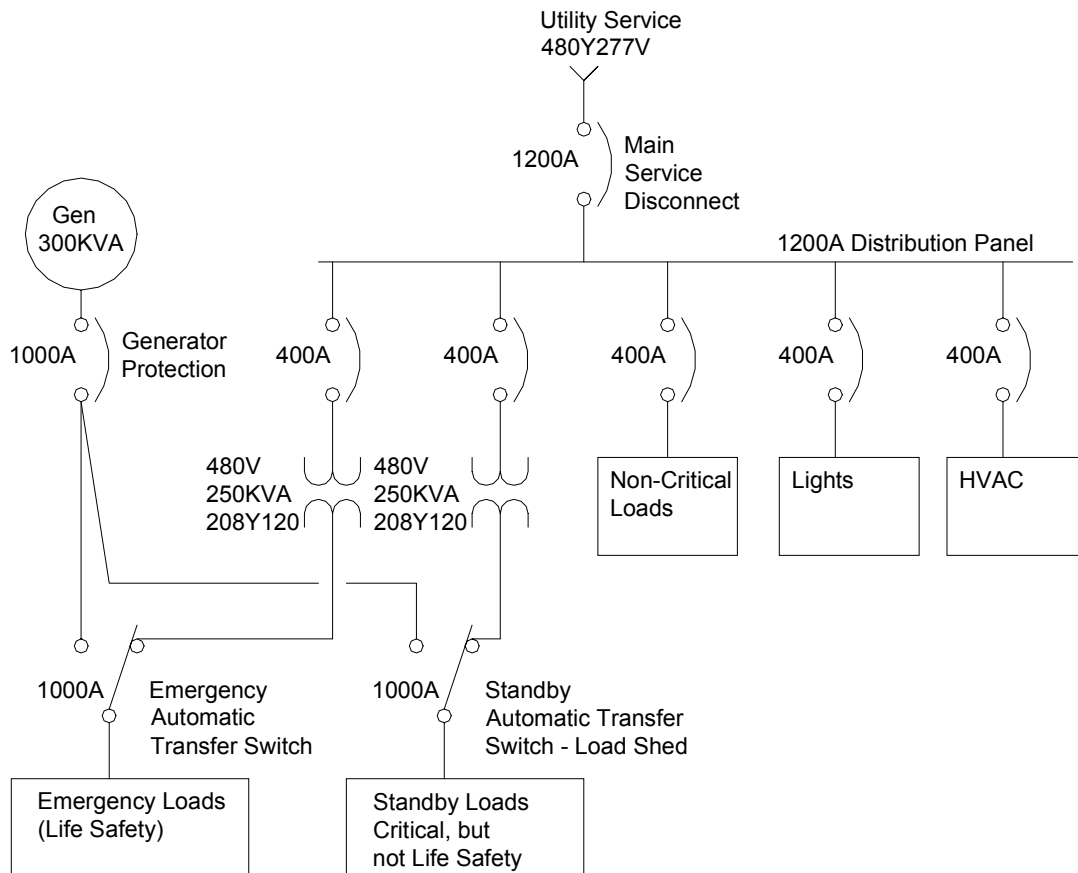 Utility Service
480Y277V
1200A
Main
Service
Disconnect
Gen
300KVA
1200A Distribution Panel
1000A
Generator
Protection
400A
400A
400A
400A
400A
480V
250KVA
208Y120
480V
250KVA
208Y120
Non-Critical
Loads
Lights
HVAC
1000A
Emergency
Automatic
Transfer Switch
1000A
Standby
Automatic Transfer
Switch - Load Shed
Emergency Loads
(Life Safety)
Standby Loads
Critical, but
not Life Safety